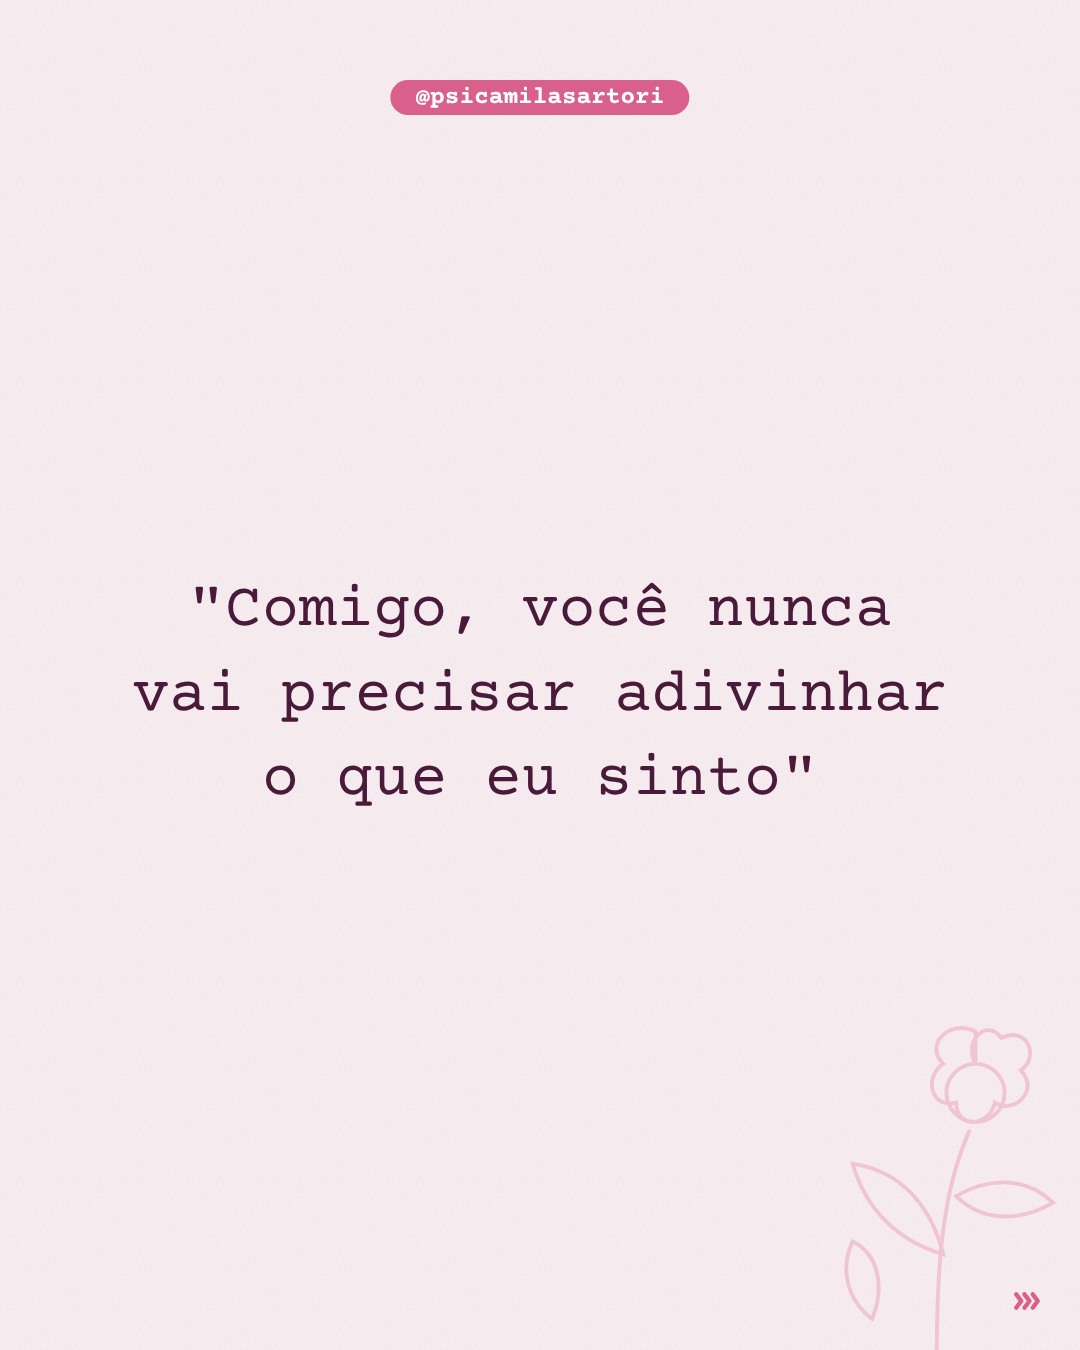 @psicamilasartori
"Comigo, você nunca
vai precisar adivinhar
o que eu sinto"